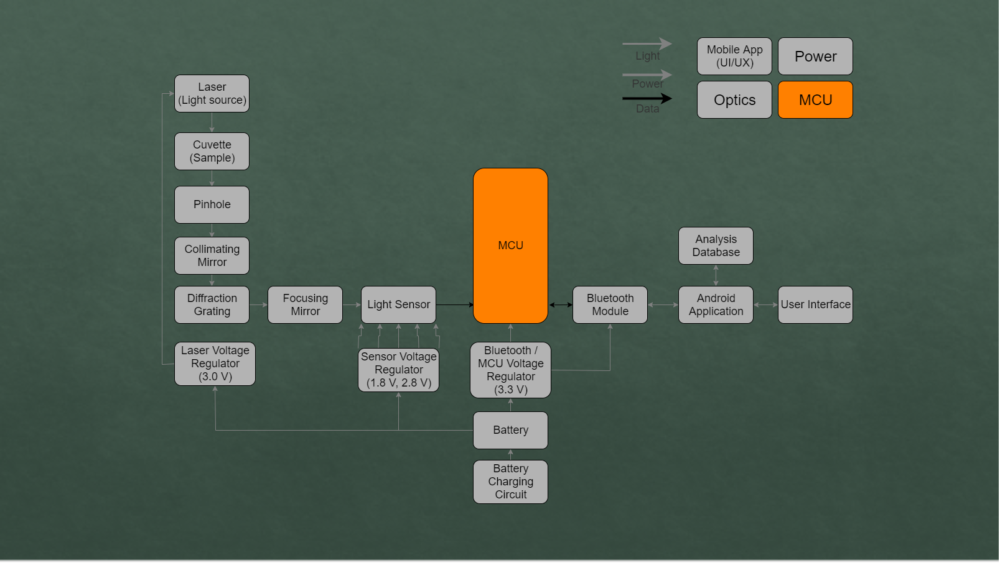 Light
Power
Data
Mobile App
(UI/UX)
Power
Optics
MCU
Laser
(Light source)
Cuvette
(Sample)
Pinhole
Collimating
Mirror
Diffraction
Grating
Focusing
Mirror
Light Sensor
MCU
Bluetooth
Module
Analysis
Database
Android
Application
User Interface
Laser Voltage
Regulator
(3.0 V)
Sensor Voltage
Regulator
(1.8 V, 2.8 V)
Bluetooth /
MCU Voltage
Regulator
(3.3 V)
Battery
Battery
Charging
Circuit